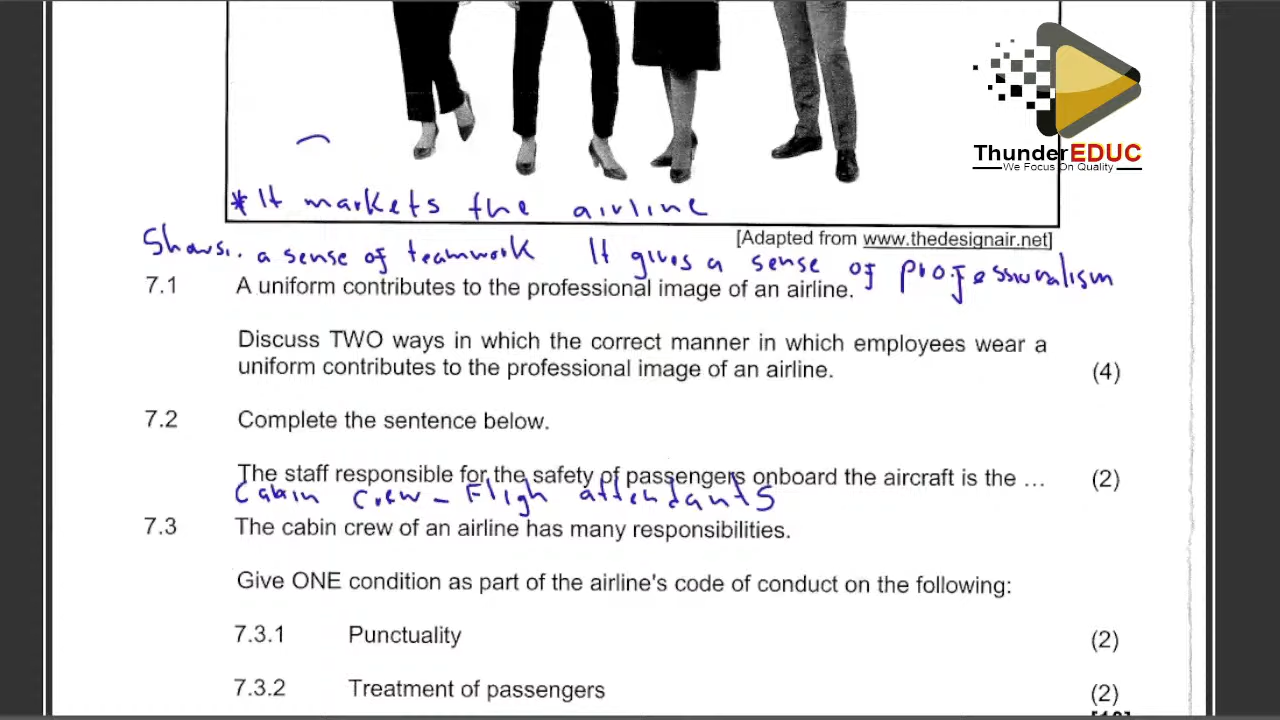 ThunderEDUC
We Focus On Quality
*It markets the airline
[Adapted from www.thedesignair.net]
Shows.. a sense of teamwork It gives a sense of professionalism
7.1 A uniform contributes to the professional image of an airline.
Discuss TWO ways in which the correct manner in which employees wear a
uniform contributes to the professional image of an airline. (4)
7.2 Complete the sentence below.
The staff responsible for the safety of passengers onboard the aircraft is the ... (2)
Cabin crew - Fligh attendants
7.3 The cabin crew of an airline has many responsibilities.
Give ONE condition as part of the airline's code of conduct on the following:
7.3.1 Punctuality (2)
7.3.2 Treatment of passengers (2)